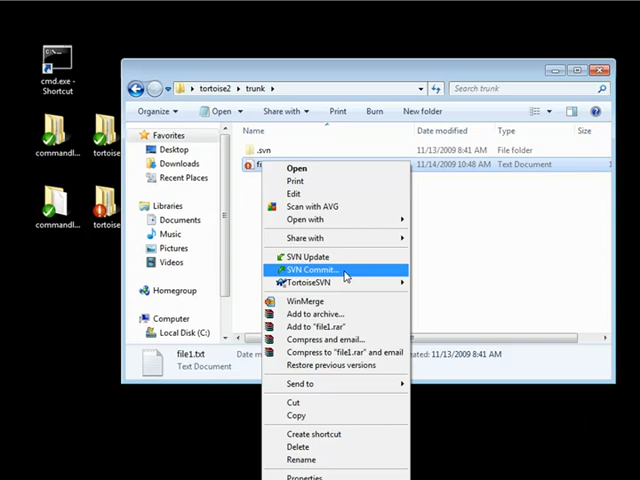 cmd.exe -
Shortcut
commandl...
tortoise
commandl...
tortoise
tortoise2
trunk
Search trunk
Organize
Open
Share with
Print
Burn
New folder
Favorites
Desktop
Downloads
Recent Places
Libraries
Documents
Music
Pictures
Videos
Homegroup
Computer
Local Disk (C:)
Name
Date modified
Type
.svn
11/13/2009 8:41 AM
File folder
11/14/2009 10:48 AM
Text Document
1
Open
Print
Edit
Scan with AVG
Open with
Share with
SVN Update
SVN Commit...
TortoiseSVN
WinMerge
Add to archive...
Add to "file1.rar"
Compress and email...
Compress to "file1.rar" and email
Restore previous versions
Send to
Cut
Copy
Create shortcut
Delete
Rename
Properties
file1.txt
Text Document
Date m
created: 11/13/2009 8:41 AM